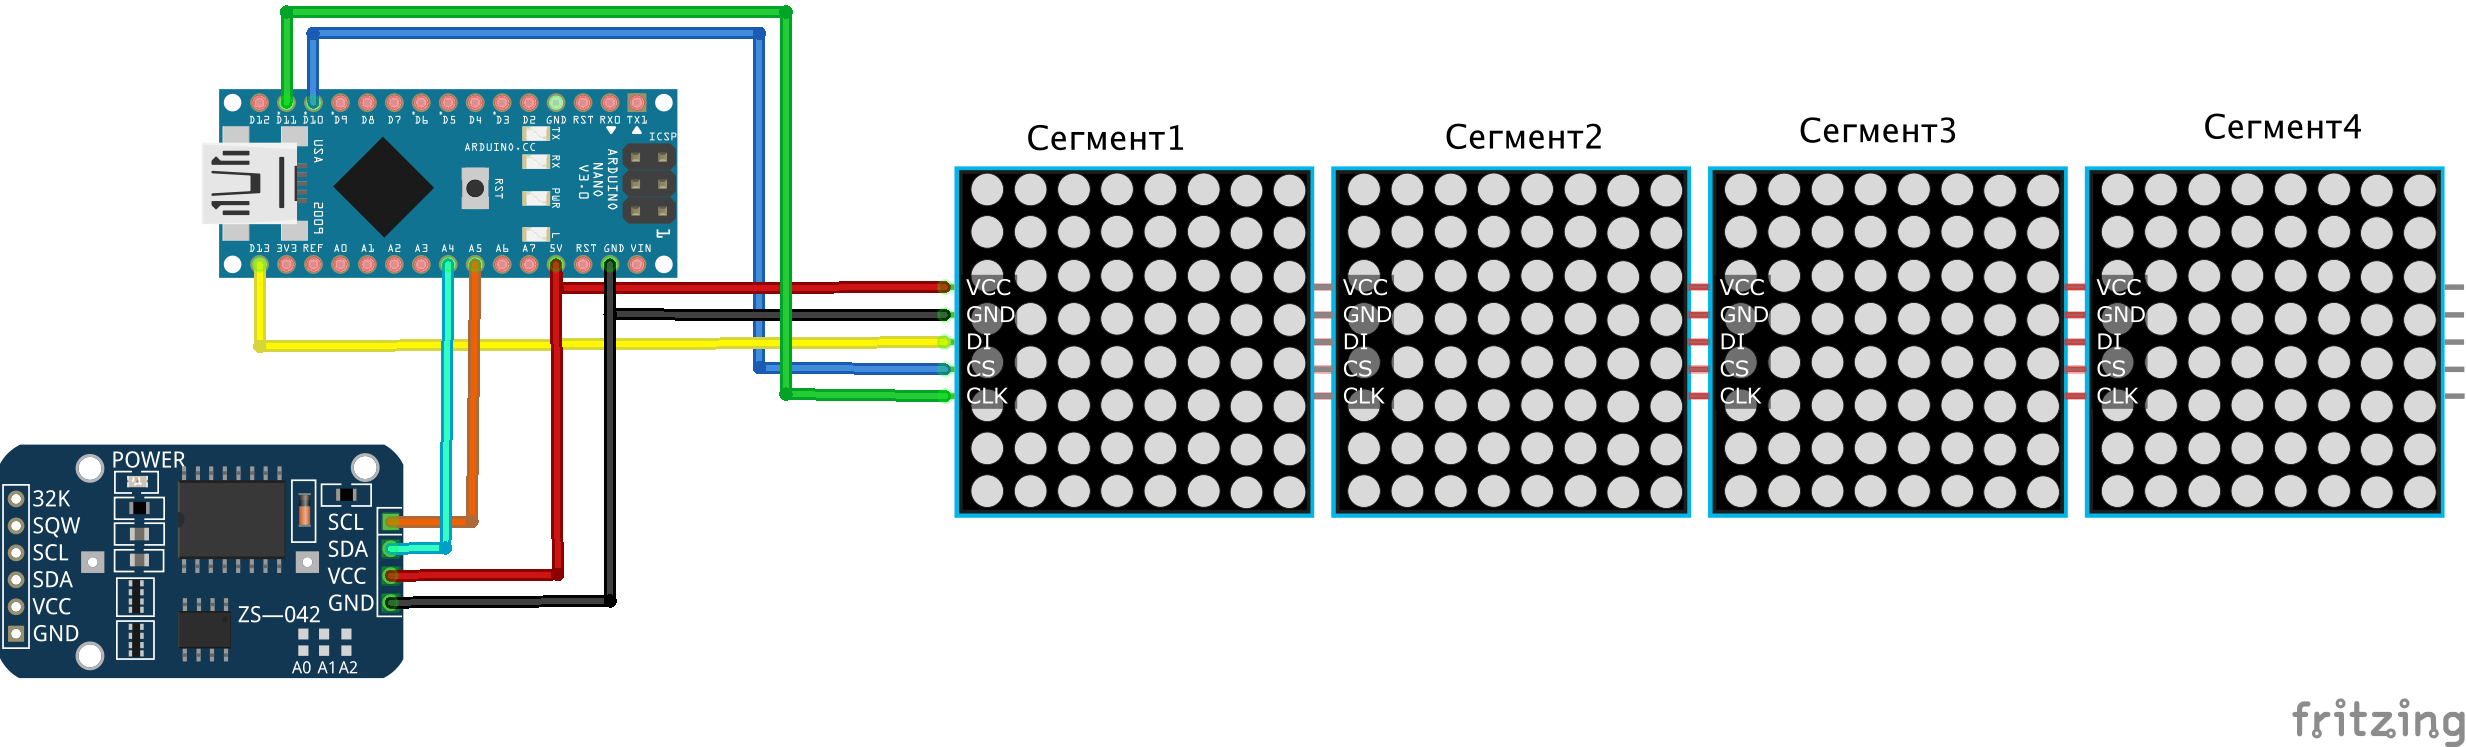 D12 D11 D10 D9 D8 D7 D6 D5 D4 D3 D2 GND RST RX0 TX1
ICSP
USA
TX
ARDUINO.CC
RX
ARDUINO
NANO
V3.0
RST
PWR
2009
L
1
D13 3V3 REF A0 A1 A2 A3 A4 A5 A6 A7 5V RST GND VIN
Сегмент1
Сегмент2
Сегмент3
Сегмент4
VCC
GND
DI
CS
CLK
VCC
GND
DI
CS
CLK
VCC
GND
DI
CS
CLK
VCC
GND
DI
CS
CLK
POWER
32K
SQW
SCL
SDA
VCC
GND
SCL
SDA
VCC
GND
ZS—042
A0 A1 A2
fritzing